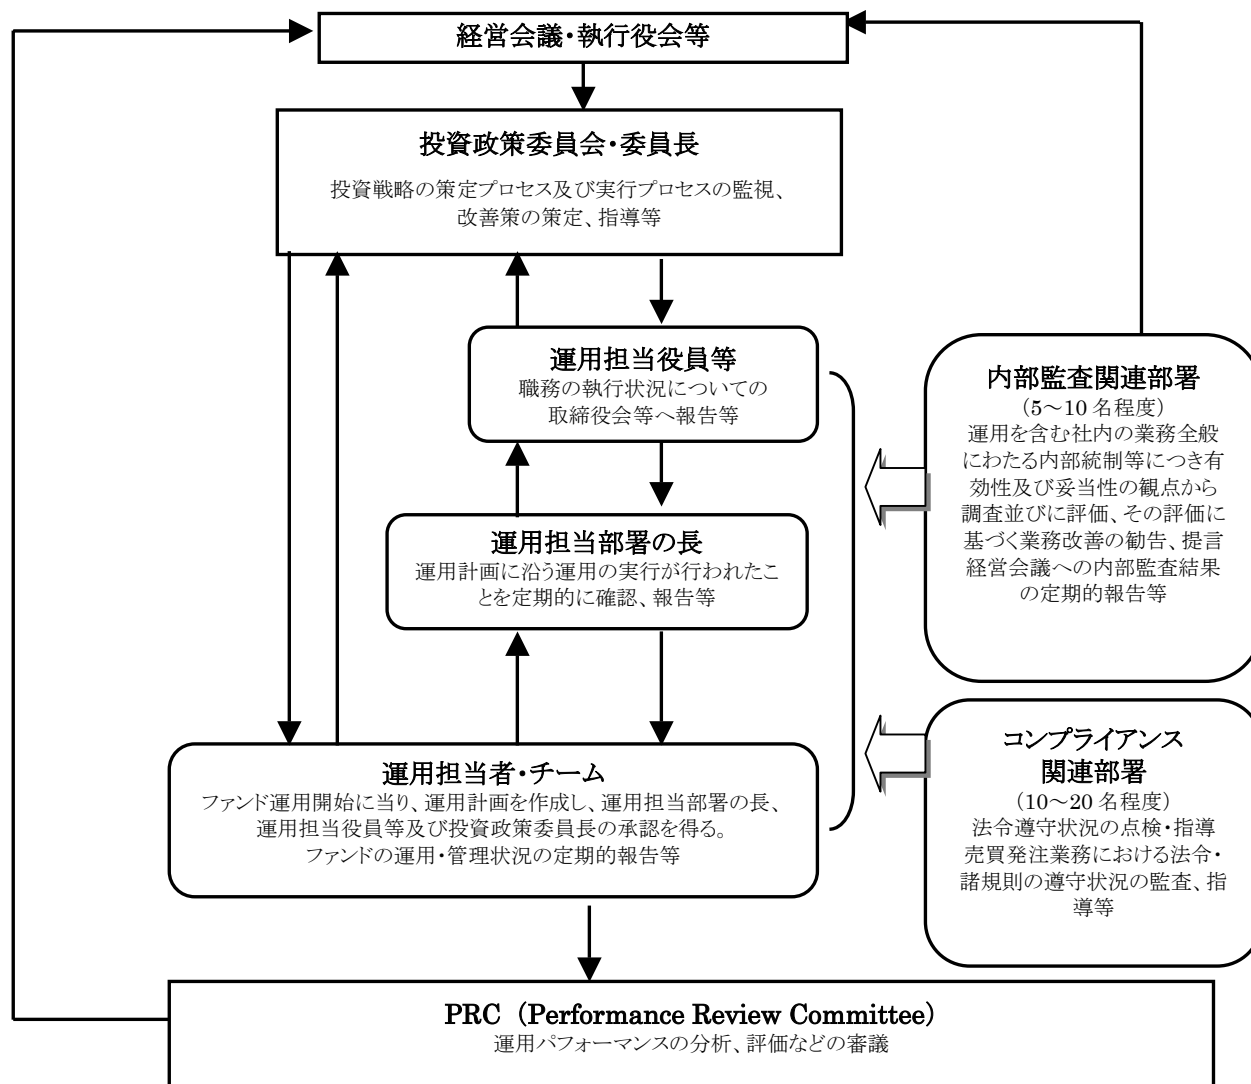 経営会議・執行役会等
投資政策委員会・委員長
投資戦略の策定プロセス及び実行プロセスの監視、
改善策の策定、指導等
運用担当役員等
職務の執行状況についての
取締役会等へ報告等
運用担当部署の長
運用計画に沿う運用の実行が行われたこ
とを定期的に確認、報告等
運用担当者・チーム
ファンド運用開始に当り、運用計画を作成し、運用担当部署の長、
運用担当役員等及び投資政策委員長の承認を得る。
ファンドの運用・管理状況の定期的報告等
内部監査関連部署
（5～10 名程度）
運用を含む社内の業務全般
にわたる内部統制等につき有
効性及び妥当性の観点から
調査並びに評価、その評価に
基づく業務改善の勧告、提言
経営会議への内部監査結果
の定期的報告等
コンプライアンス
関連部署
（10～20 名程度）
法令遵守状況の点検・指導
売買発注業務における法令・
諸規則の遵守状況の監査、指
導等
PRC（Performance Review Committee）
運用パフォーマンスの分析、評価などの審議